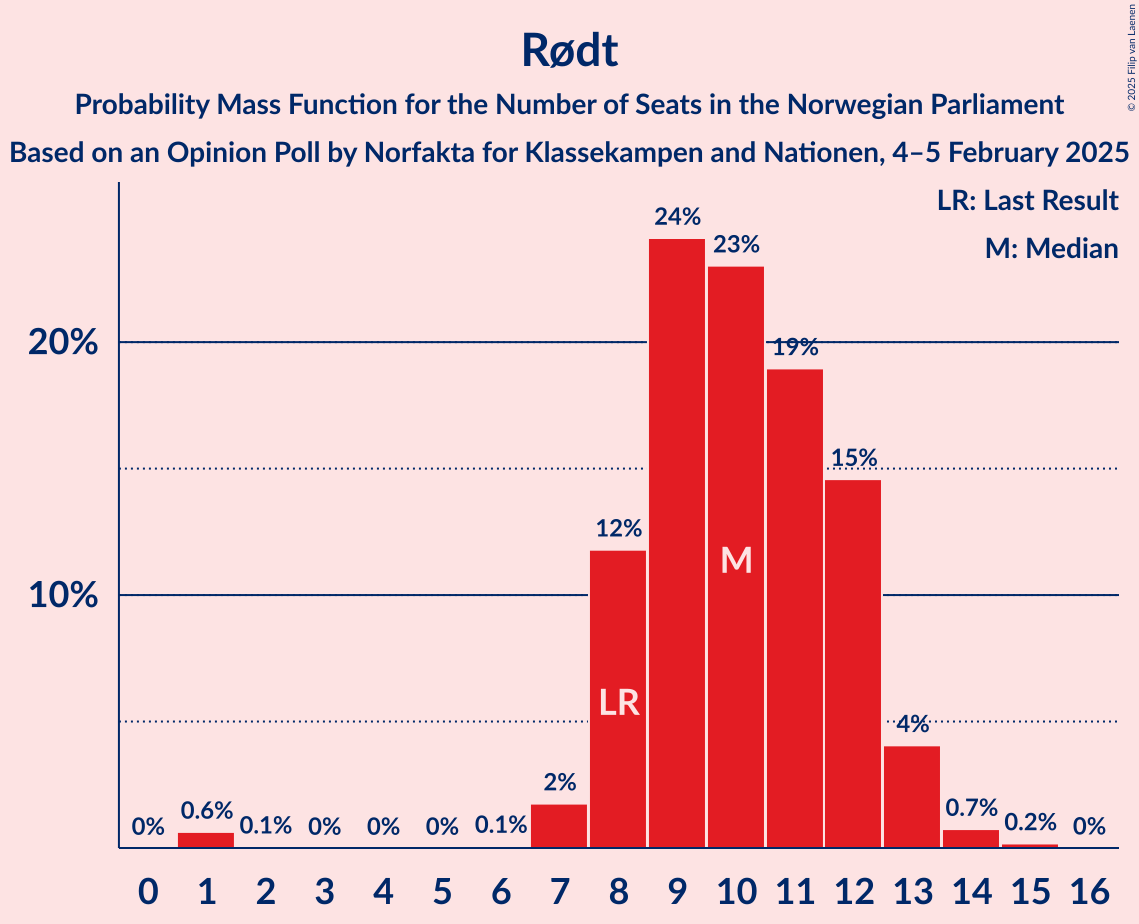 Rødt
Probability Mass Function for the Number of Seats in the Norwegian Parliament
Based on an Opinion Poll by Norfakta for Klassekampen and Nationen, 4–5 February 2025
© 2025 Filip van Laenen
LR: Last Result
M: Median
24%
23%
20%
19%
15%
12%
M
10%
LR
4%
2%
0% 0.6% 0.1% 0% 0% 0% 0.1% 0.7% 0.2% 0%
0 1 2 3 4 5 6 7 8 9 10 11 12 13 14 15 16